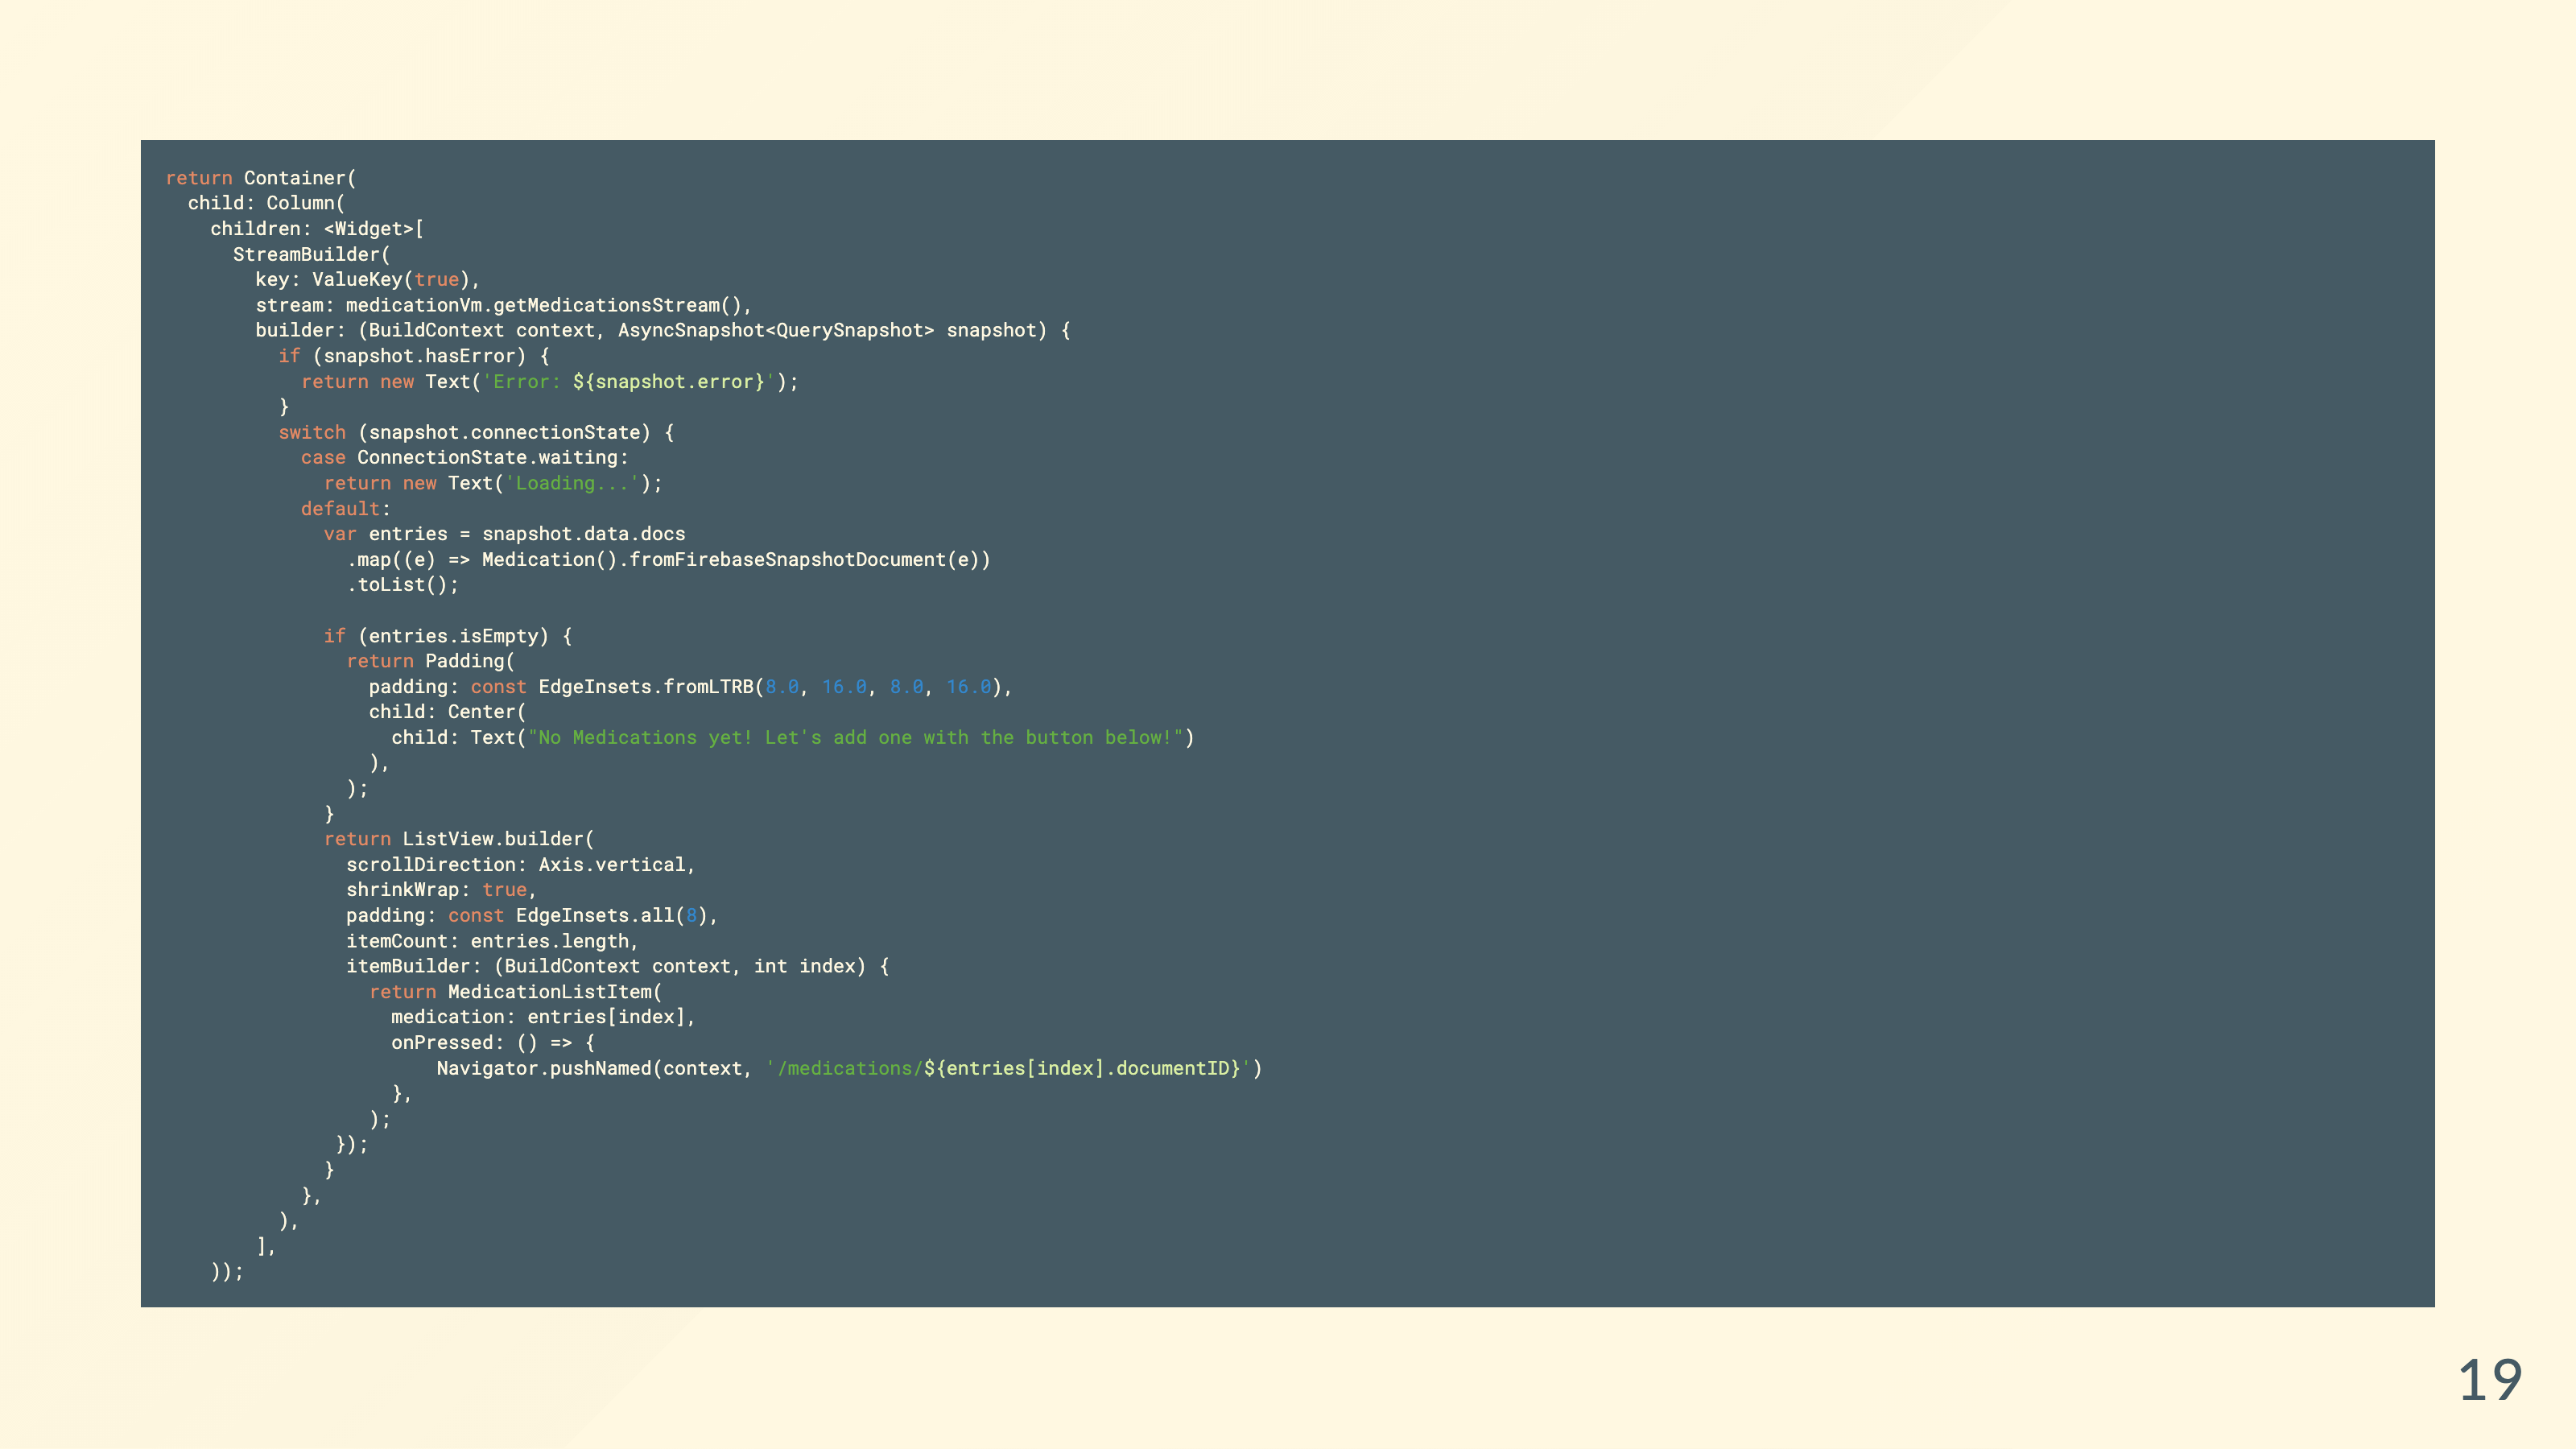 return Container(
  child: Column(
    children: <Widget>[
      StreamBuilder(
        key: ValueKey(true),
        stream: medicationVm.getMedicationsStream(),
        builder: (BuildContext context, AsyncSnapshot<QuerySnapshot> snapshot) {
          if (snapshot.hasError) {
            return new Text('Error: ${snapshot.error}');
          }
          switch (snapshot.connectionState) {
            case ConnectionState.waiting:
              return new Text('Loading...');
            default:
              var entries = snapshot.data.docs
                .map((e) => Medication().fromFirebaseSnapshotDocument(e))
                .toList();

              if (entries.isEmpty) {
                return Padding(
                  padding: const EdgeInsets.fromLTRB(8.0, 16.0, 8.0, 16.0),
                  child: Center(
                    child: Text("No Medications yet! Let's add one with the button below!")
                  ),
                );
              }
              return ListView.builder(
                scrollDirection: Axis.vertical,
                shrinkWrap: true,
                padding: const EdgeInsets.all(8),
                itemCount: entries.length,
                itemBuilder: (BuildContext context, int index) {
                  return MedicationListItem(
                    medication: entries[index],
                    onPressed: () => {
                        Navigator.pushNamed(context, '/medications/${entries[index].documentID}')
                    },
                  );
               });
              }
            },
          ),
        ],
    ));
19